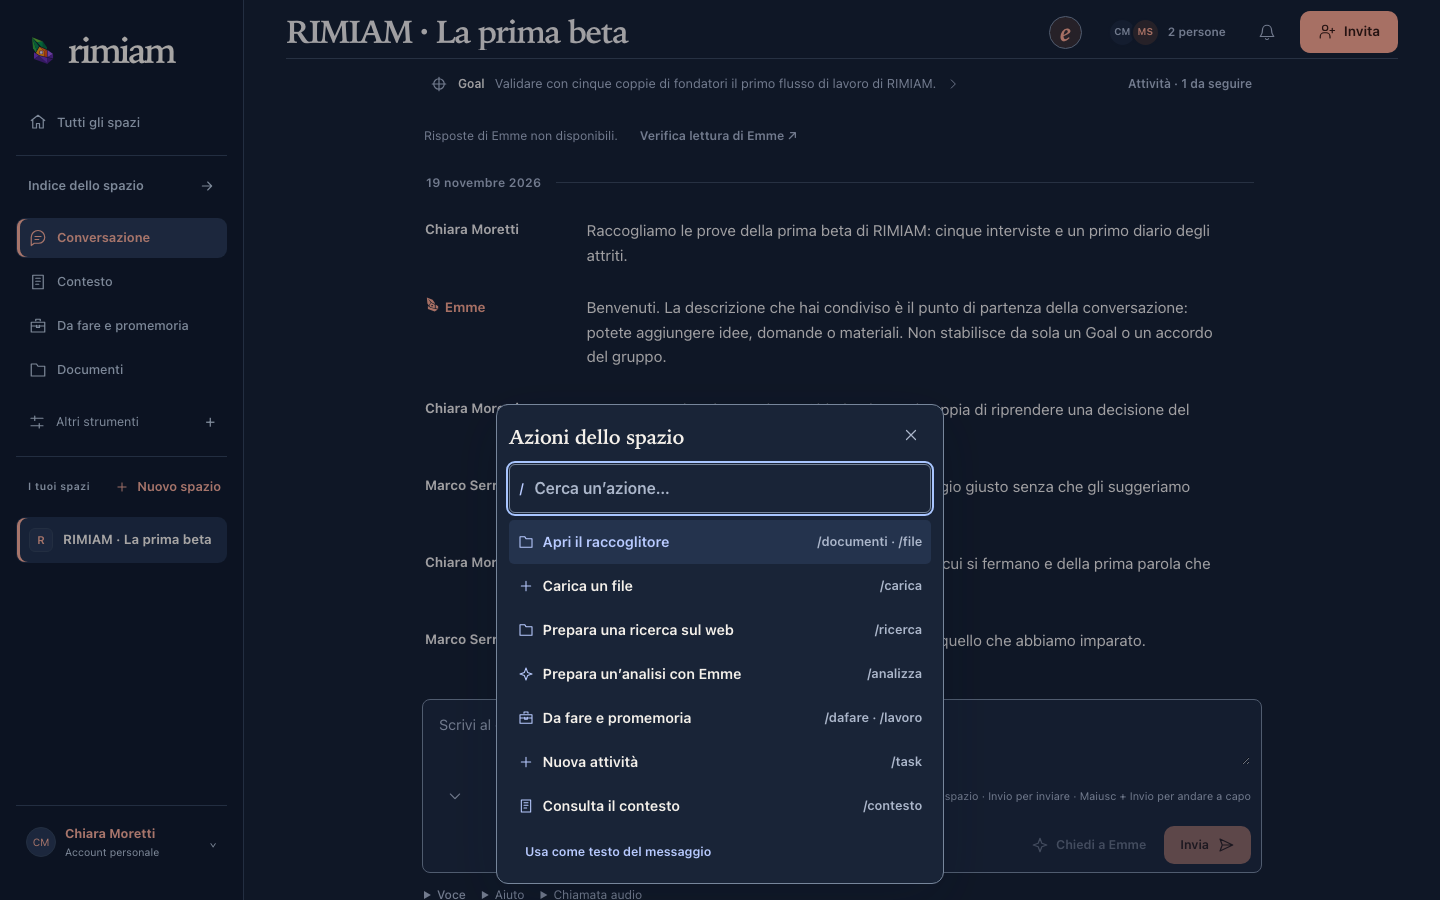 rimiam
Tutti gli spazi
Indice dello spazio
Conversazione
Contesto
Da fare e promemoria
Documenti
Altri strumenti
I tuoi spazi
Nuovo spazio
R RIMIAM · La prima beta
CM
Chiara Moretti
Account personale
RIMIAM · La prima beta
e
CM MS 2 persone
Invita
Goal Validare con cinque coppie di fondatori il primo flusso di lavoro di RIMIAM.
Attività · 1 da seguire
Risposte di Emme non disponibili. Verifica lettura di Emme ↗
19 novembre 2026
Chiara Moretti
Raccogliamo le prove della prima beta di RIMIAM: cinque interviste e un primo diario degli
attriti.
Emme
Benvenuti. La descrizione che hai condiviso è il punto di partenza della conversazione:
potete aggiungere idee, domande o materiali. Non stabilisce da sola un Goal o un accordo
del gruppo.
Chiara
di riprendere una decisione del
Marco
giusto senza che gli suggeriamo
Chiara
cui si fermano e della prima parola che
Marco
quello che abbiamo imparato.
Azioni dello spazio
/ Cerca un’azione...
Apri il raccoglitore /documenti · /file
Carica un file /carica
Prepara una ricerca sul web /ricerca
Prepara un’analisi con Emme /analizza
Da fare e promemoria /dafare · /lavoro
Nuova attività /task
Consulta il contesto /contesto
Usa come testo del messaggio
Scrivi al
spazio · Invio per inviare · Maiusc + Invio per andare a capo
Chiedi a Emme
Invia
Voce Aiuto Chiamata audio